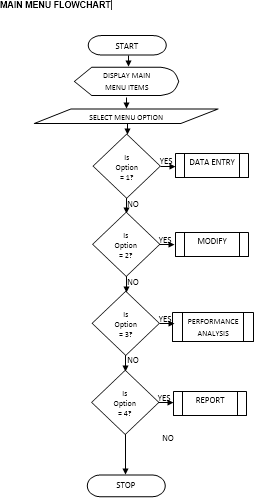 MAIN MENU FLOWCHART
START
DISPLAY MAIN
MENU ITEMS
SELECT MENU OPTION
Is
Option
= 1?
YES
DATA ENTRY
NO
Is
Option
= 2?
YES
MODIFY
NO
Is
Option
= 3?
YES
PERFORMANCE
ANALYSIS
NO
Is
Option
= 4?
YES
REPORT
NO
STOP